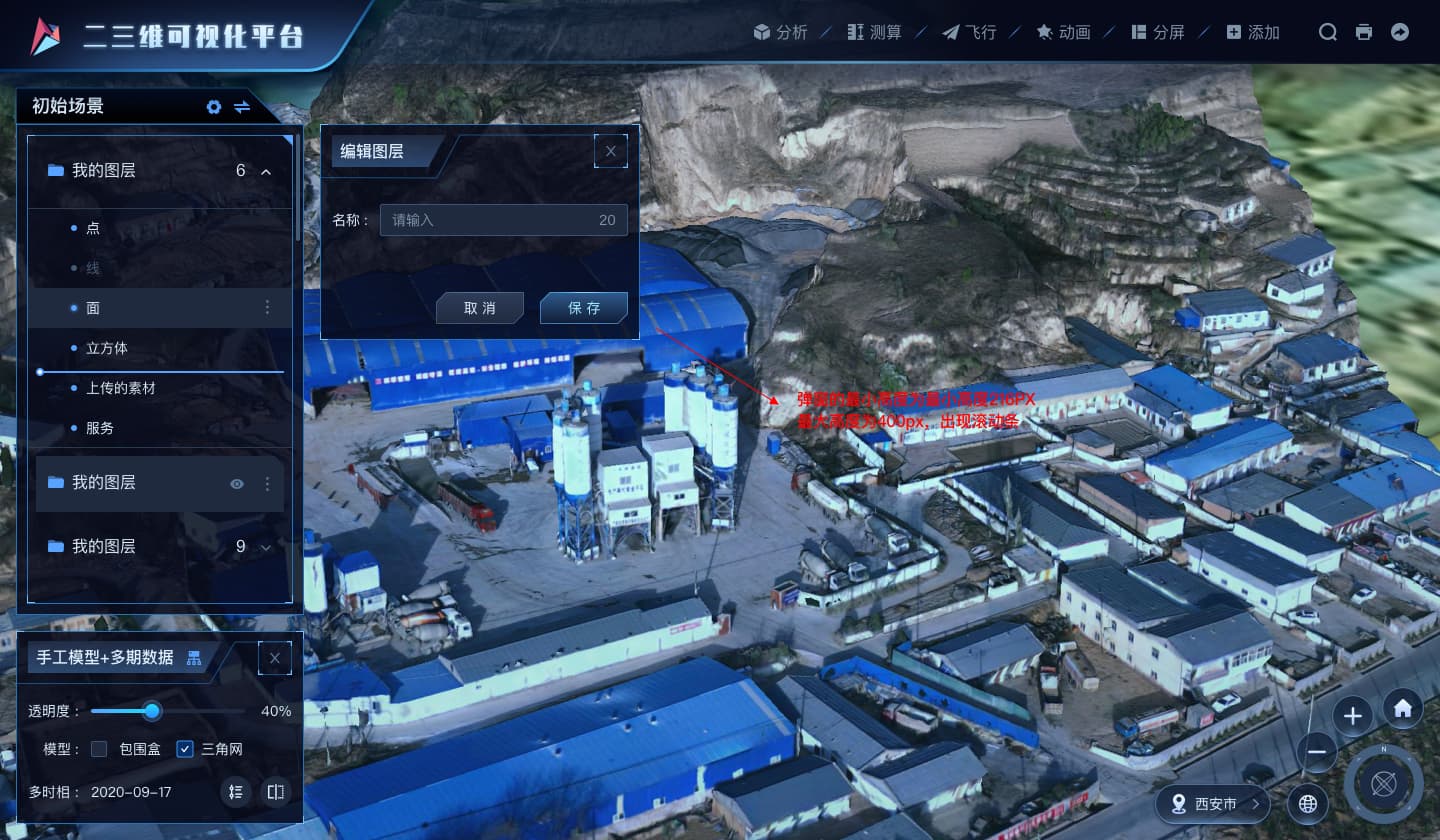 二三维可视化平台
分析
测算
飞行
动画
分屏
添加
初始场景
我的图层 6
点
线
面
立方体
上传的素材
服务
我的图层
我的图层 9
编辑图层
名称 :
请输入 20
取 消
保 存
弹窗的最小高度为最小高度216PX
最大高度为400px，出现滚动条
手工模型+多期数据
透明度 : 40%
模型 : 包围盒 三角网
多时相 : 2020-09-17
西安市
N